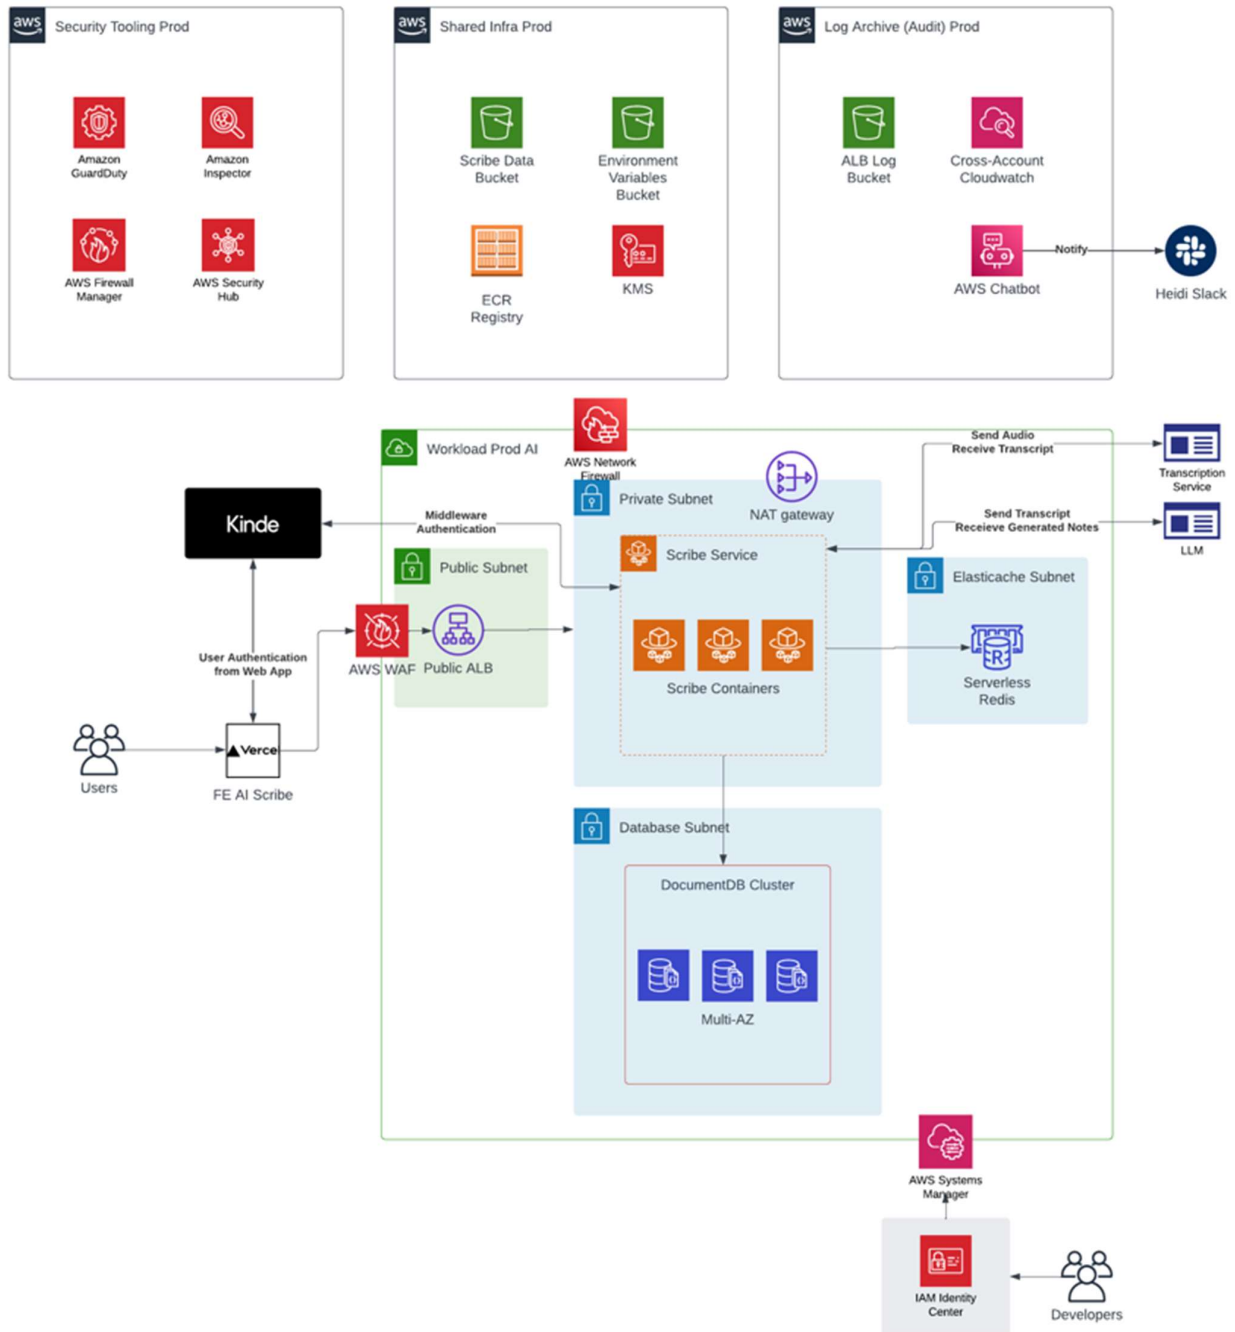 aws
Security Tooling Prod
Amazon
GuardDuty
Amazon
Inspector
AWS Firewall
Manager
AWS Security
Hub
aws
Shared Infra Prod
Scribe Data
Bucket
Environment
Variables
Bucket
ECR
Registry
KMS
aws
Log Archive (Audit) Prod
ALB Log
Bucket
Cross-Account
Cloudwatch
AWS Chatbot
Notify
Heidi Slack
Workload Prod AI
AWS Network
Firewall
Send Audio
Receive Transcript
Transcription
Service
Private Subnet
NAT gateway
Send Transcript
Receieve Generated Notes
LLM
Kinde
Middleware
Authentication
Scribe Service
Public Subnet
Elasticache Subnet
User Authentication
from Web App
AWS WAF
Public ALB
Scribe Containers
R
Serverless
Redis
Users
Verce
FE AI Scribe
Database Subnet
DocumentDB Cluster
Multi-AZ
AWS Systems
Manager
IAM Identity
Center
Developers